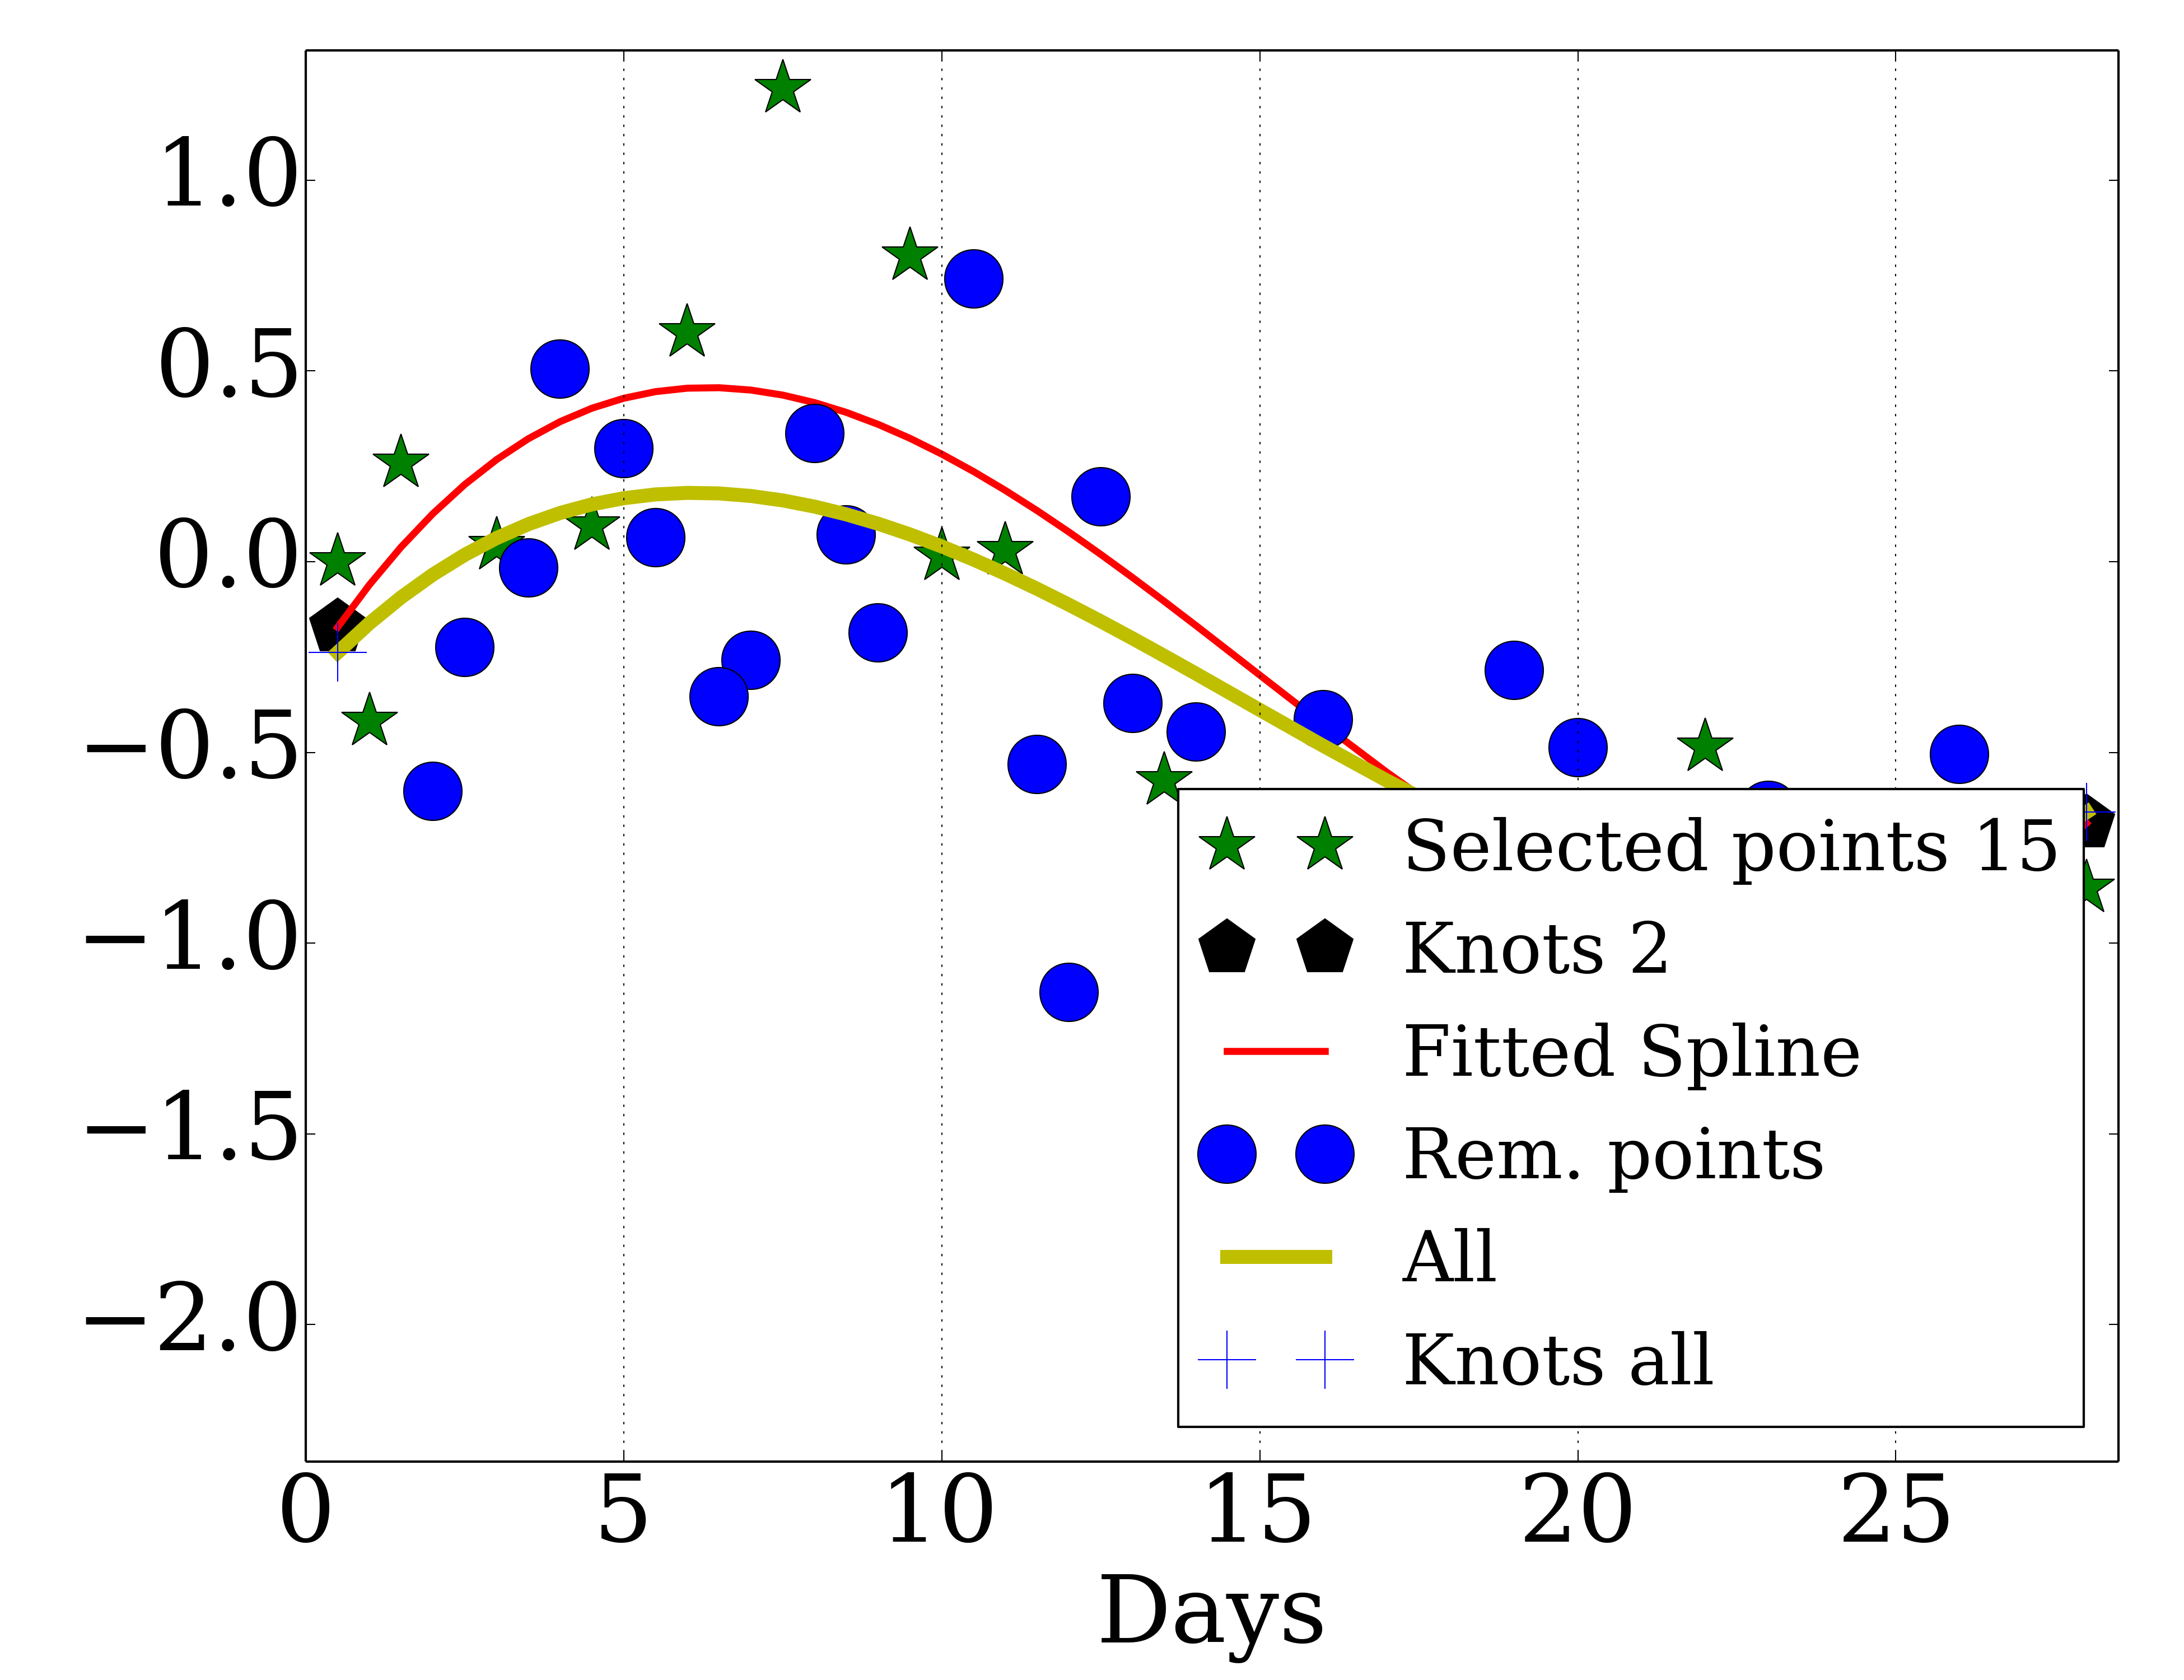 1.0
0.5
0.0
−0.5
−1.0
−1.5
−2.0
Selected points 15
Knots 2
Fitted Spline
Rem. points
All
Knots all
0 5 10 15 20 25
Days